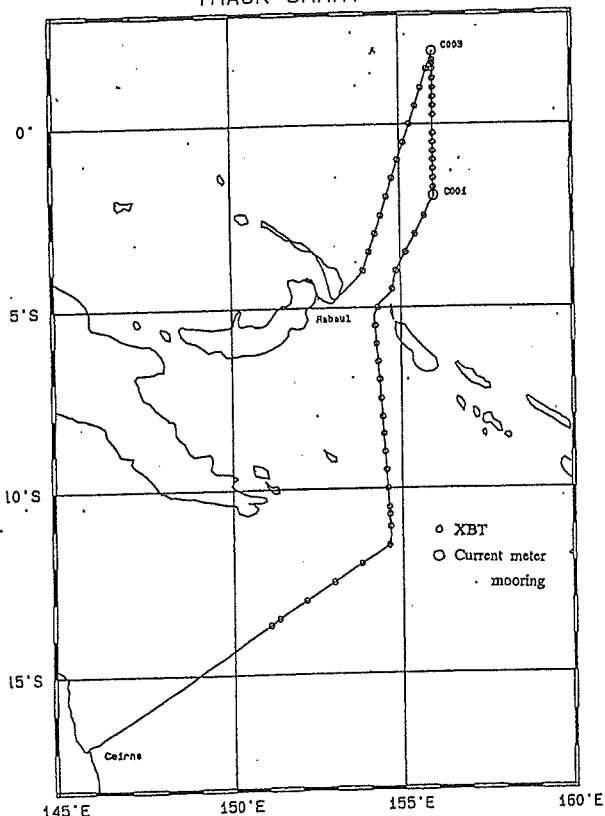 TRACK CHART
A
C003
0°
C001
Rabaul
5°S
10°S
XBT
Current meter
mooring
15°S
Cairns
145°E 150°E 155°E 160°E